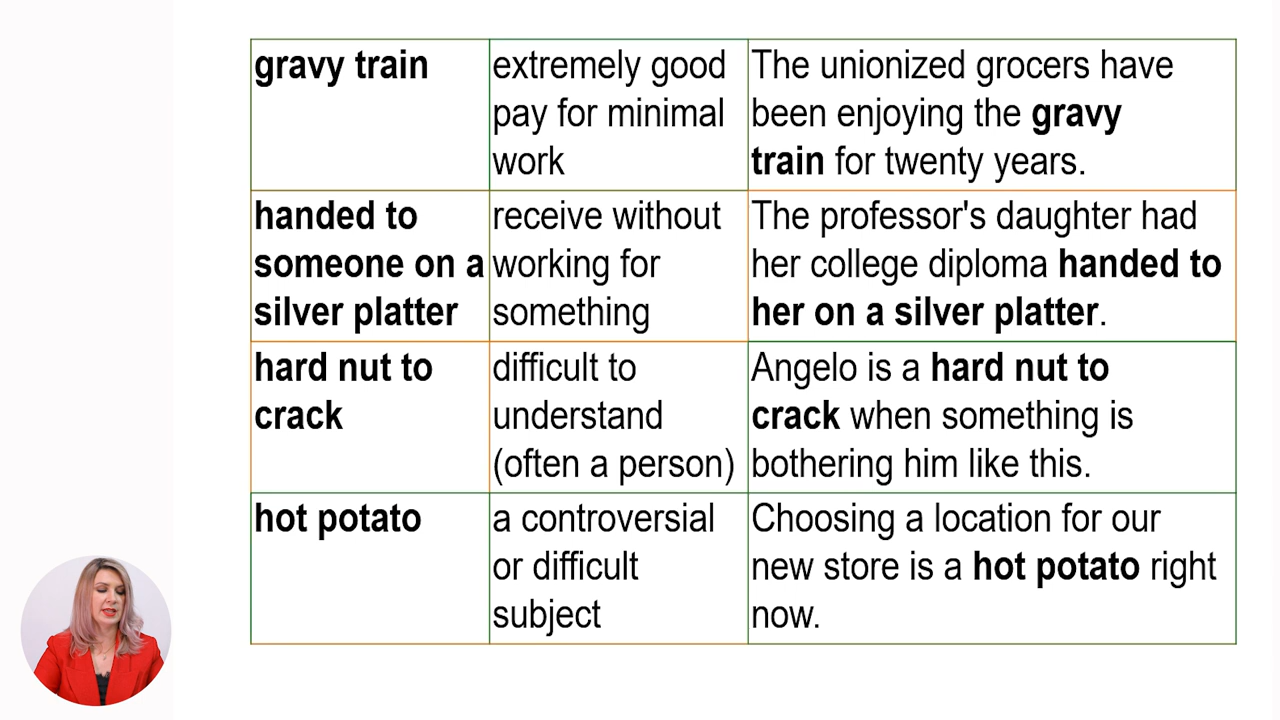 gravy train
extremely good
pay for minimal
work
The unionized grocers have
been enjoying the gravy
train for twenty years.
handed to
someone on a
silver platter
receive without
working for
something
The professor's daughter had
her college diploma handed to
her on a silver platter.
hard nut to
crack
difficult to
understand
(often a person)
Angelo is a hard nut to
crack when something is
bothering him like this.
hot potato
a controversial
or difficult
subject
Choosing a location for our
new store is a hot potato right
now.